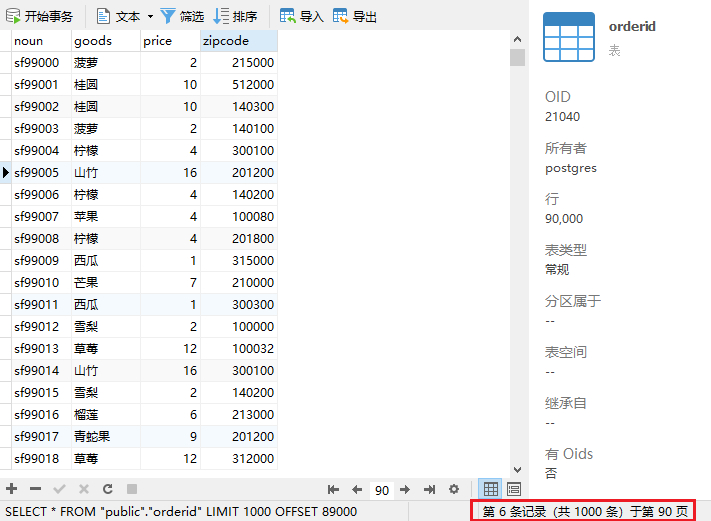 开始事务 文本 筛选 排序 导入 导出
noun goods price zipcode
sf99000 菠萝 2 215000
sf99001 桂圆 10 512000
sf99002 桂圆 10 140300
sf99003 菠萝 2 140100
sf99004 柠檬 4 300100
sf99005 山竹 16 201200
sf99006 柠檬 4 140200
sf99007 苹果 4 100080
sf99008 柠檬 4 201800
sf99009 西瓜 1 315000
sf99010 芒果 7 210000
sf99011 西瓜 1 300300
sf99012 雪梨 2 100000
sf99013 草莓 12 100032
sf99014 山竹 16 300100
sf99015 雪梨 2 140200
sf99016 榴莲 6 213000
sf99017 青蛇果 9 201200
sf99018 草莓 12 312000
90
SELECT * FROM "public"."orderid" LIMIT 1000 OFFSET 89000
第 6 条记录（共 1000 条）于第 90 页
orderid
表
OID
21040
所有者
postgres
行
90,000
表类型
常规
分区属于
--
表空间
--
继承自
--
有 Oids
否